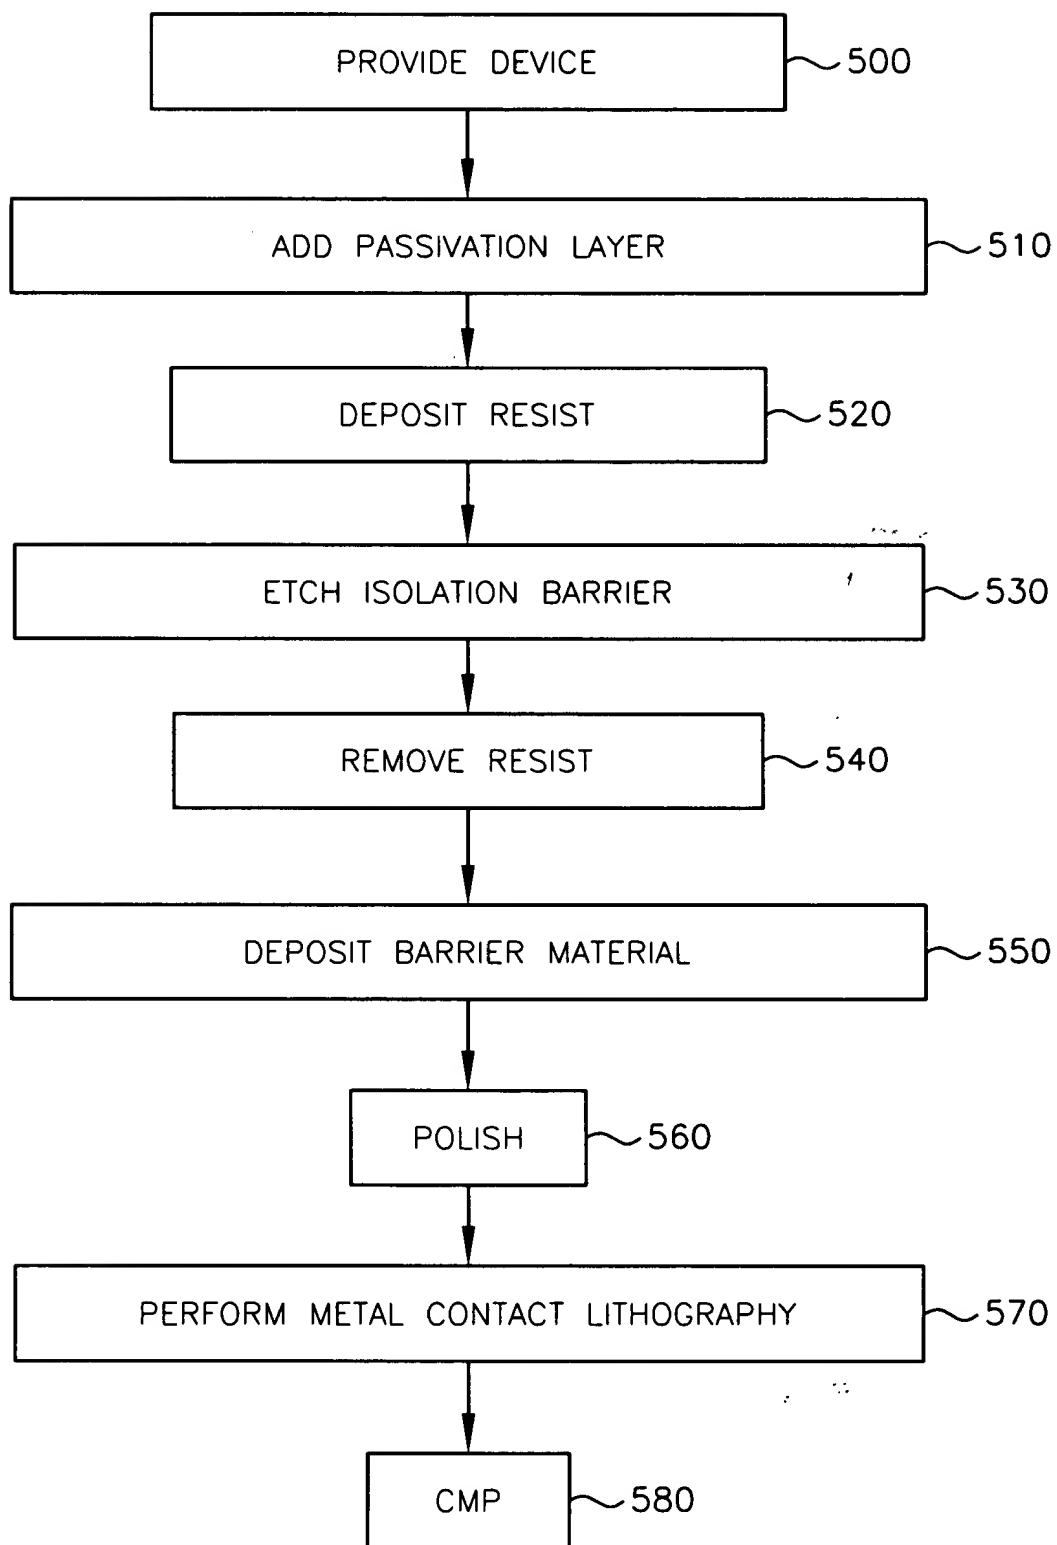 PROVIDE DEVICE 500
ADD PASSIVATION LAYER 510
DEPOSIT RESIST 520
ETCH ISOLATION BARRIER 530
REMOVE RESIST 540
DEPOSIT BARRIER MATERIAL 550
POLISH 560
PERFORM METAL CONTACT LITHOGRAPHY 570
CMP 580